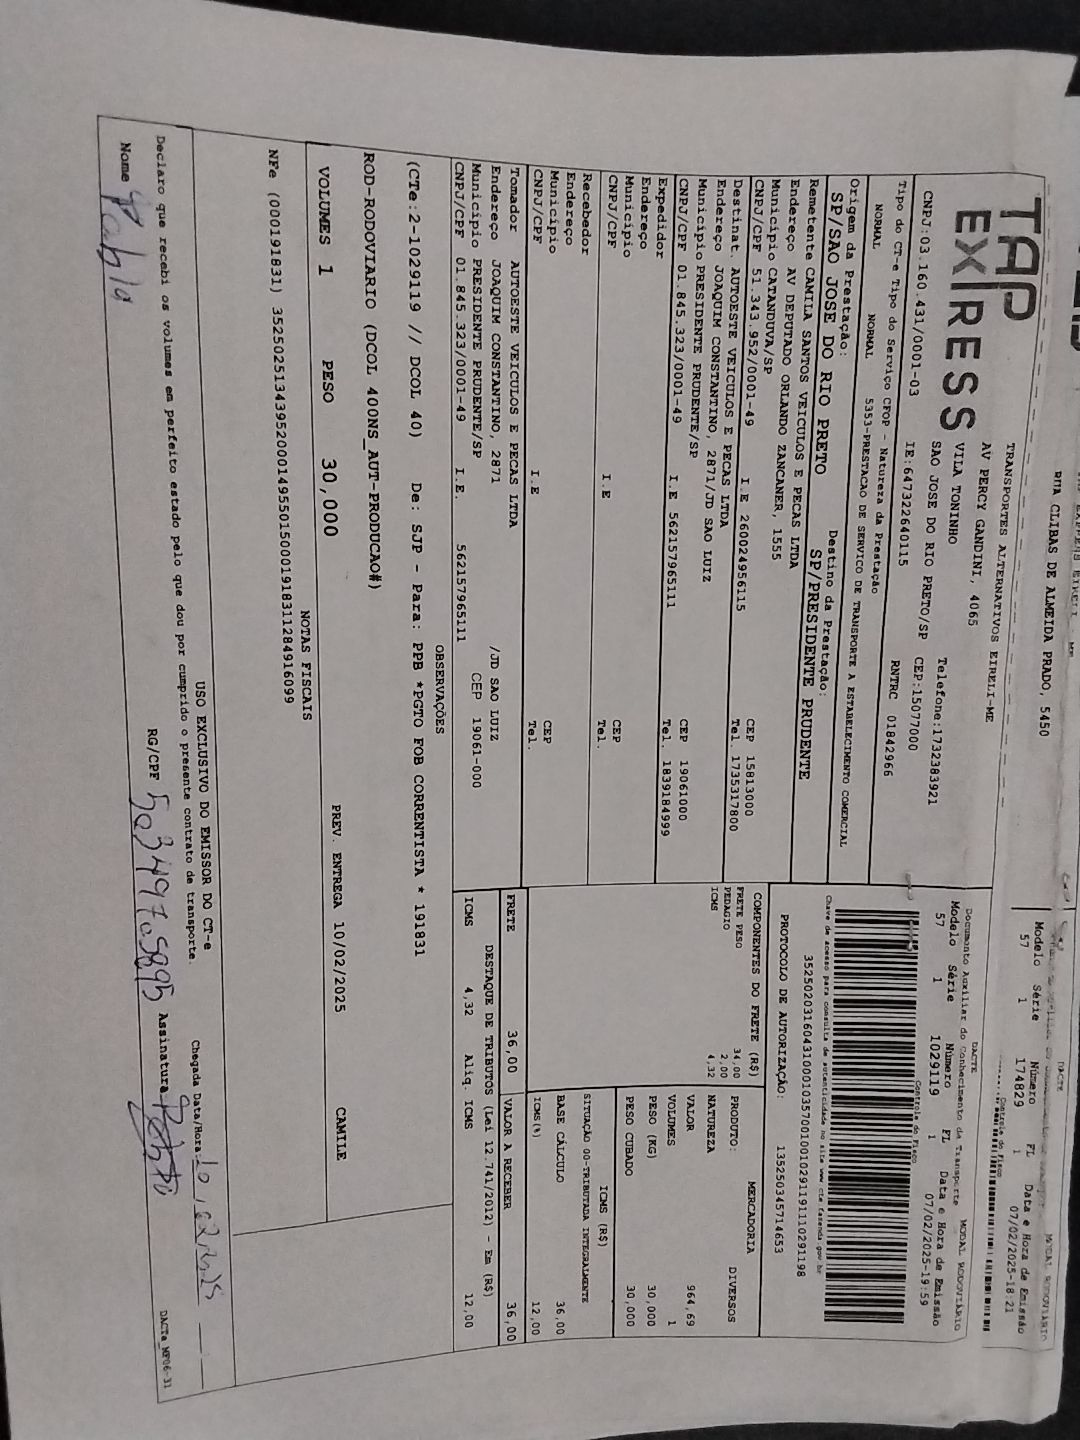 RUA CLIBAS DE ALMEIDA PRADO, 5450
DACTE
MODAL RODOVIÁRIO
Modelo Série Número FL Data e Hora de Emissão
57 1 174829 1 07/02/2025-18:21
Controle do Fisco
TAP EXPRESS
TRANSPORTES ALTERNATIVOS EIRELI-ME
AV PERCY GANDINI, 4065
VILA TONINHO
SAO JOSE DO RIO PRETO/SP
Telefone:1732383921
CEP:15077000
CNPJ:03.160.431/0001-03 IE:647322640115 RNTRC 01842966
DACTE
Documento Auxiliar do Conhecimento de Transporte MODAL RODOVIÁRIO
Modelo Série Número FL Data e Hora de Emissão
57 1 1029119 1 07/02/2025-19:59
Controle do Fisco
Chave de acesso para consulta de autenticidade no site www.cte.fazenda.gov.br
PROTOCOLO DE AUTORIZAÇÃO: 135250345714653
Tipo do CT-e Tipo do Serviço CFOP - Natureza da Prestação
NORMAL NORMAL 5353-PRESTACAO DE SERVICO DE TRANSPORTE A ESTABELECIMENTO COMERCIAL
Origem da Prestação: Destino da Prestação:
SP/SAO JOSE DO RIO PRETO SP/PRESIDENTE PRUDENTE
Remetente CAMILA SANTOS VEICULOS E PECAS LTDA
Endereço AV DEPUTADO ORLANDO ZANCANER, 1555
Município CATANDUVA/SP CEP 15813000
CNPJ/CPF 51.343.952/0001-49 I.E 260024956115 Tel. 1735317800
Destinat. AUTOESTE VEICULOS E PECAS LTDA
Endereço JOAQUIM CONSTANTINO, 2871/JD SAO LUIZ
Município PRESIDENTE PRUDENTE/SP CEP 19061000
CNPJ/CPF 01.845.323/0001-49 I.E 562157965111 Tel. 1839184999
Expedidor
Endereço
Município CEP
CNPJ/CPF I.E Tel.
Recebedor
Endereço
Município CEP
CNPJ/CPF I.E Tel.
Tomador AUTOESTE VEICULOS E PECAS LTDA
Endereço JOAQUIM CONSTANTINO, 2871 /JD SAO LUIZ
Município PRESIDENTE PRUDENTE/SP CEP 19061-000
CNPJ/CPF 01.845.323/0001-49 I.E. 562157965111
COMPONENTES DO FRETE (R$)
FRETE PESO 34,00
PEDAGIO 2,00
ICMS 4,32
PRODUTO: MERCADORIA
NATUREZA DIVERSOS
VALOR 964,69
VOLUMES 1
PESO (KG) 30,000
PESO CUBADO 30,000
ICMS (R$)
SITUAÇÃO 00-TRIBUTADA INTEGRALMENTE
BASE CÁLCULO 36,00
ICMS(%) 12,00
FRETE 36,00 VALOR A RECEBER 36,00
DESTAQUE DE TRIBUTOS (Lei 12.741/2012) - Em (R$)
ICMS 4,32 Aliq. ICMS 12,00
OBSERVAÇÕES
(CTe:2-1029119 // DCOL 40) De: SJP - Para: PPB *PGTO FOB CORRENTISTA * 191831
ROD-RODOVIARIO (DCOL 400NS_AUT-PRODUCAO#)
VOLUMES 1 PESO 30,000 PREV. ENTREGA 10/02/2025 CAMILE
NOTAS FISCAIS
NFe (000191831) 35250251343952000149550150001918311284916099
USO EXCLUSIVO DO EMISSOR DO CT-e
Declaro que recebi os volumes em perfeito estado pelo que dou por cumprido o presente contrato de transporte.
Chegada Data/Hora:
Nome RG/CPF Assinatura
DACTe_MP06-31